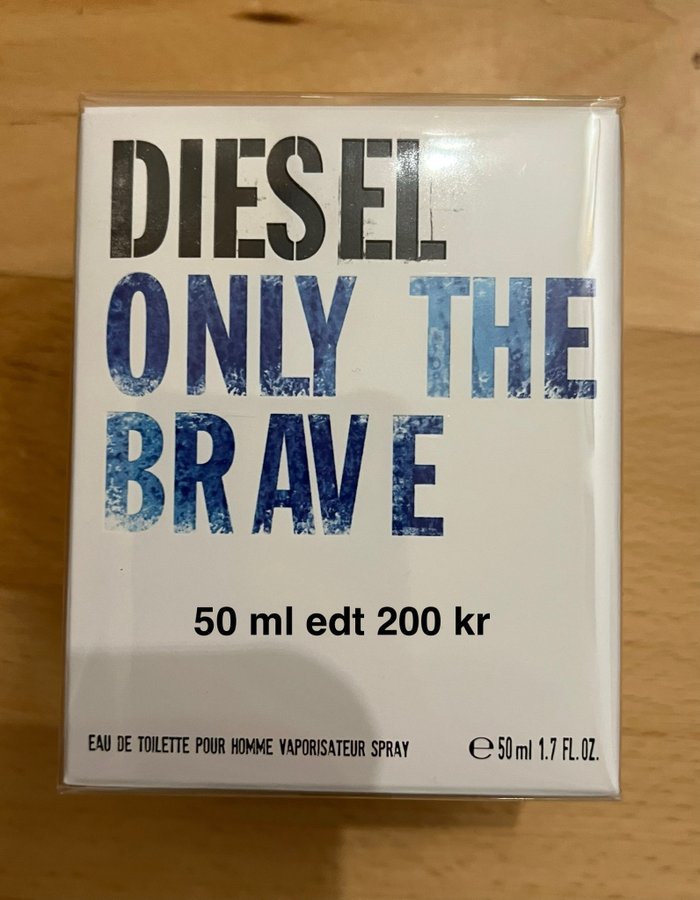 DIESEL
ONLY THE
BRAVE
50 ml edt 200 kr
EAU DE TOILETTE POUR HOMME VAPORISATEUR SPRAY ℮ 50 ml 1.7 FL. OZ.